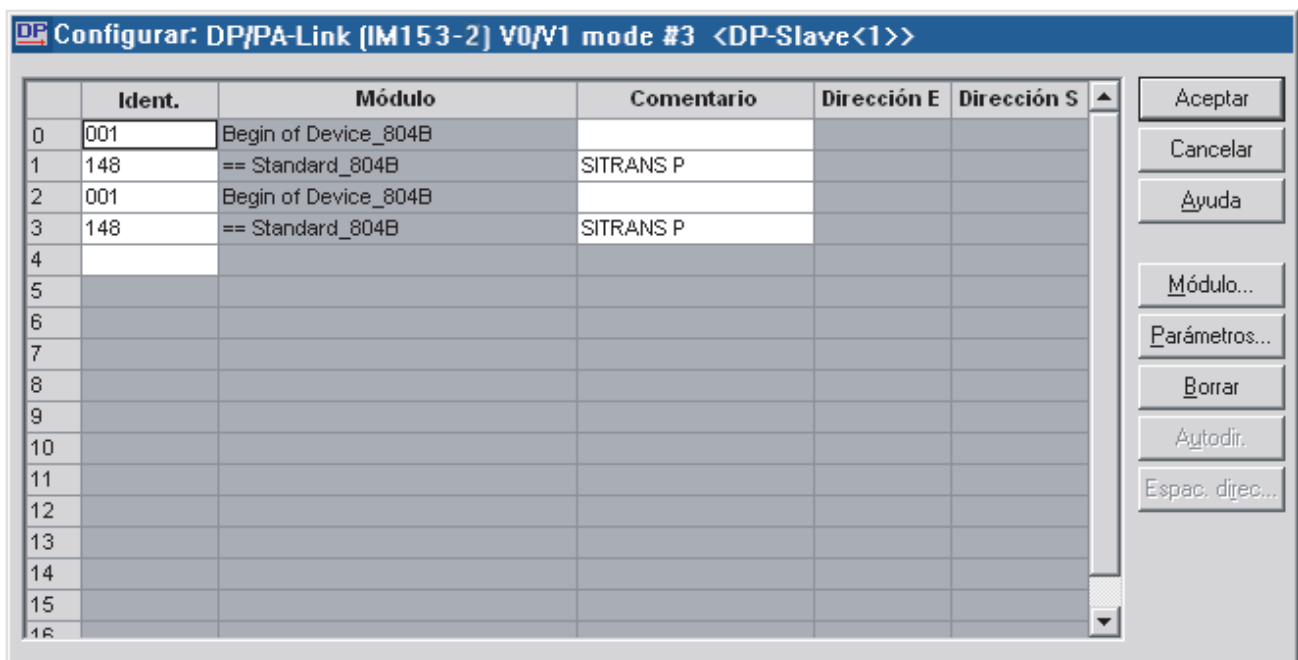 DP Configurar: DP/PA-Link (IM153-2) V0/V1 mode #3 <DP-Slave<1>>
Ident. Módulo Comentario Dirección E Dirección S
0 001 Begin of Device_804B
1 148 == Standard_804B SITRANS P
2 001 Begin of Device_804B
3 148 == Standard_804B SITRANS P
4
5
6
7
8
9
10
11
12
13
14
15
16
Aceptar
Cancelar
Ayuda
Módulo...
Parámetros...
Borrar
Autodir.
Espac. direc...